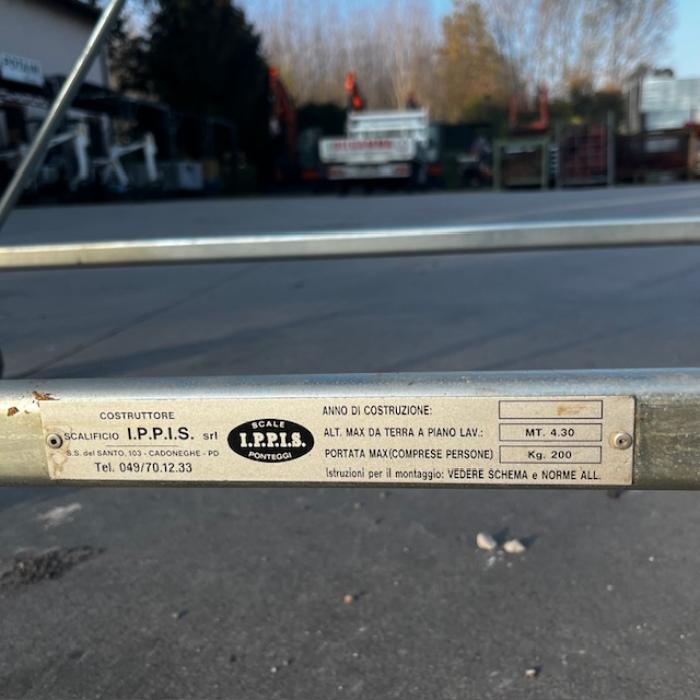 COSTRUTTORE
SCALIFICIO I.P.P.I.S. srl
S.S. del SANTO, 103 - CADONEGHE - PD
Tel. 049/70.12.33
SCALE
I.P.P.I.S.
PONTEGGI
ANNO DI COSTRUZIONE:
ALT. MAX DA TERRA A PIANO LAV.: MT. 4.30
PORTATA MAX(COMPRESE PERSONE) Kg. 200
Istruzioni per il montaggio: VEDERE SCHEMA e NORME ALL.